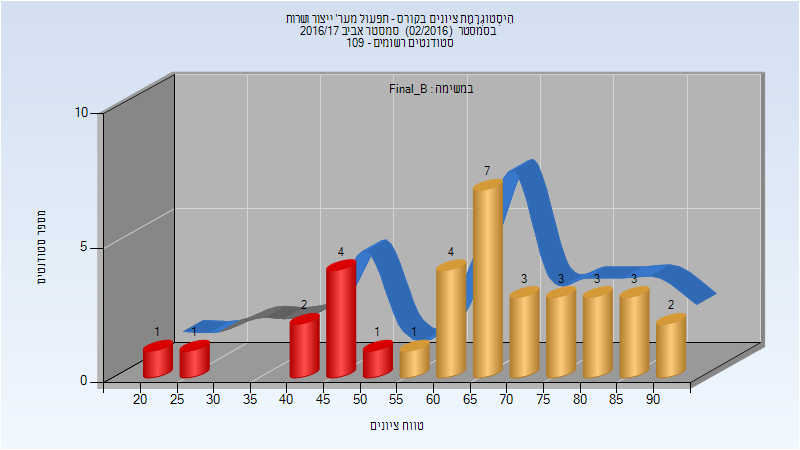 היסטוגרמת ציונים בקורס - תפעול מער' ייצור ושרות
בסמסטר (02/2016) סמסטר אביב 2016/17
סטודנטים רשומים - 109
במשימה : Final_B
מספר סטודנטים
10
5
0
1
1
2
4
1
1
4
7
3
3
3
3
2
20 25 30 35 40 45 50 55 60 65 70 75 80 85 90
טווח ציונים